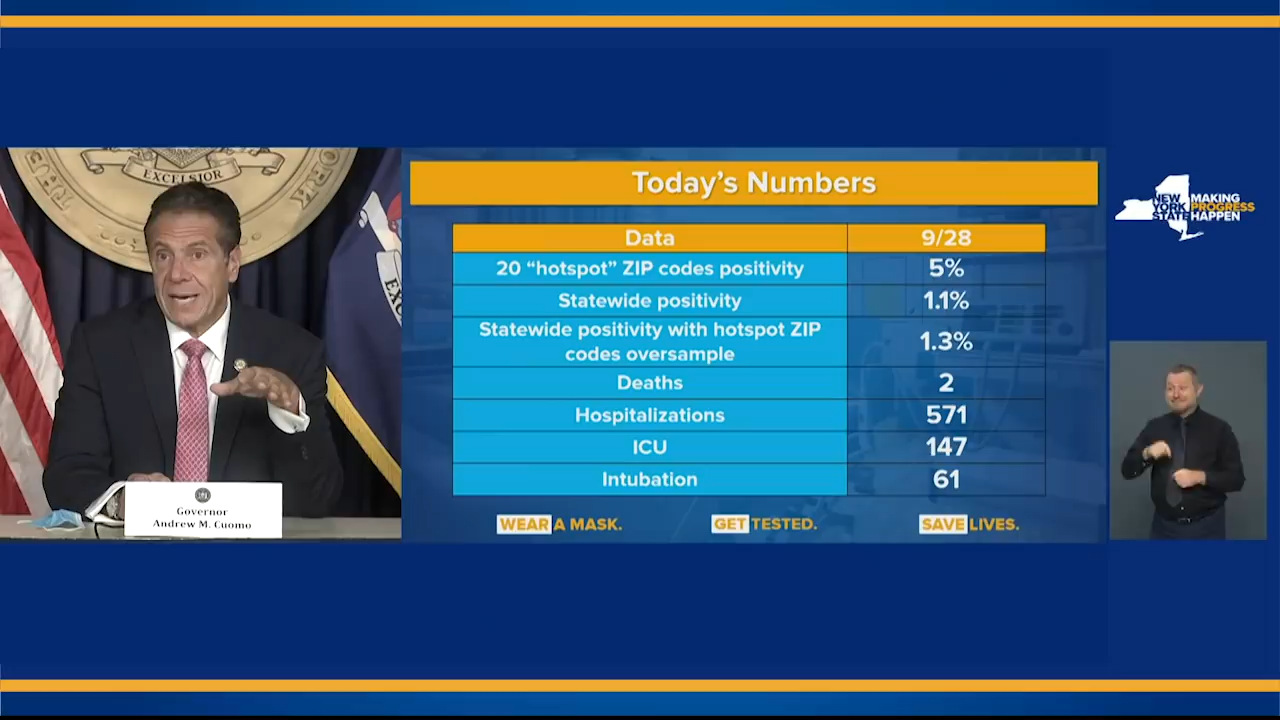 EXCELSIOR
ORK
EXC
Governor
Andrew M. Cuomo
Today's Numbers
Data 9/28
20 “hotspot” ZIP codes positivity 5%
Statewide positivity 1.1%
Statewide positivity with hotspot ZIP
codes oversample 1.3%
Deaths 2
Hospitalizations 571
ICU 147
Intubation 61
WEAR A MASK. GET TESTED. SAVE LIVES.
NEW
YORK
STATE
MAKING
PROGRESS
HAPPEN